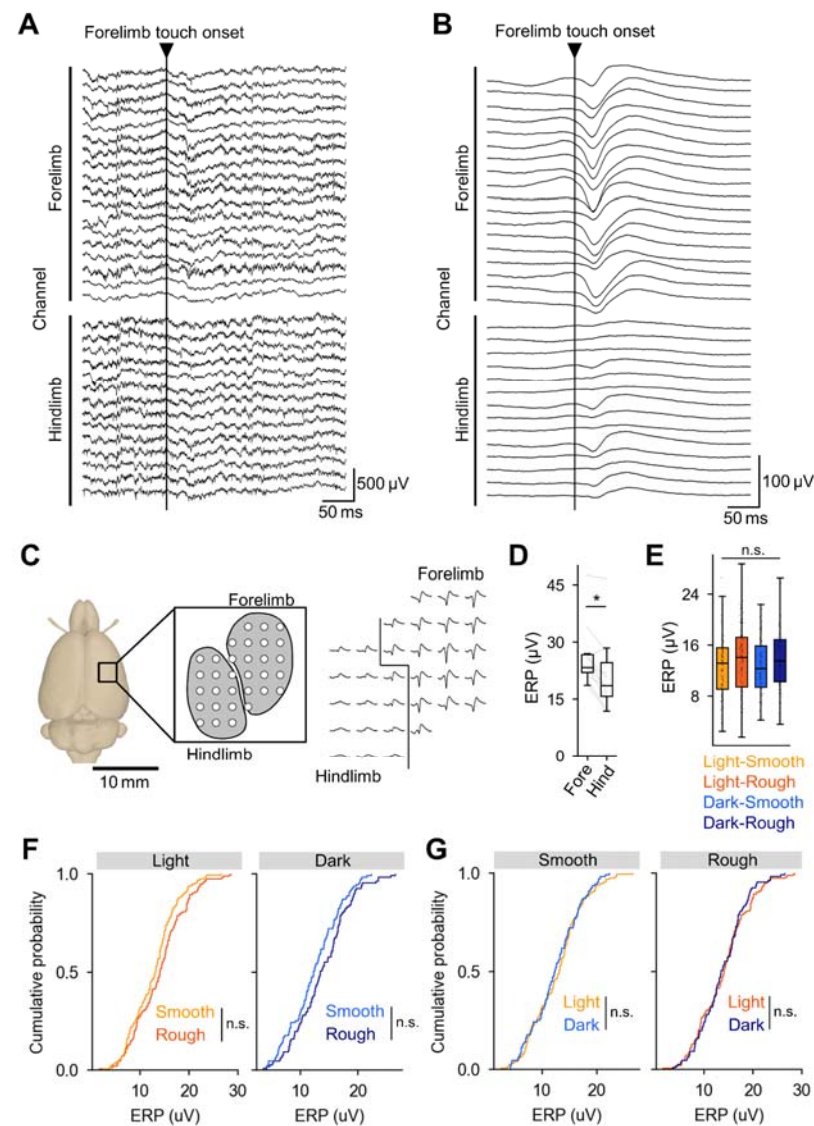 A
Forelimb touch onset
Forelimb
Channel
Hindlimb
500 µV
50 ms
B
Forelimb touch onset
Forelimb
Channel
Hindlimb
100 µV
50 ms
C
Forelimb
Hindlimb
10 mm
Forelimb
Hindlimb
D
45
30
15
0
ERP (µV)
*
Fore
Hind
E
n.s.
24
16
8
ERP (µV)
Light-Smooth
Light-Rough
Dark-Smooth
Dark-Rough
F
Light
Dark
1.0
0.5
0.0
Cumulative probability
Smooth
Rough
n.s.
Smooth
Rough
n.s.
10
20
30
10
20
ERP (uV)
ERP (uV)
G
Smooth
Rough
1.0
0.5
0.0
Cumulative probability
Light
Dark
n.s.
Light
Dark
n.s.
10
20
10
20
30
ERP (uV)
ERP (uV)